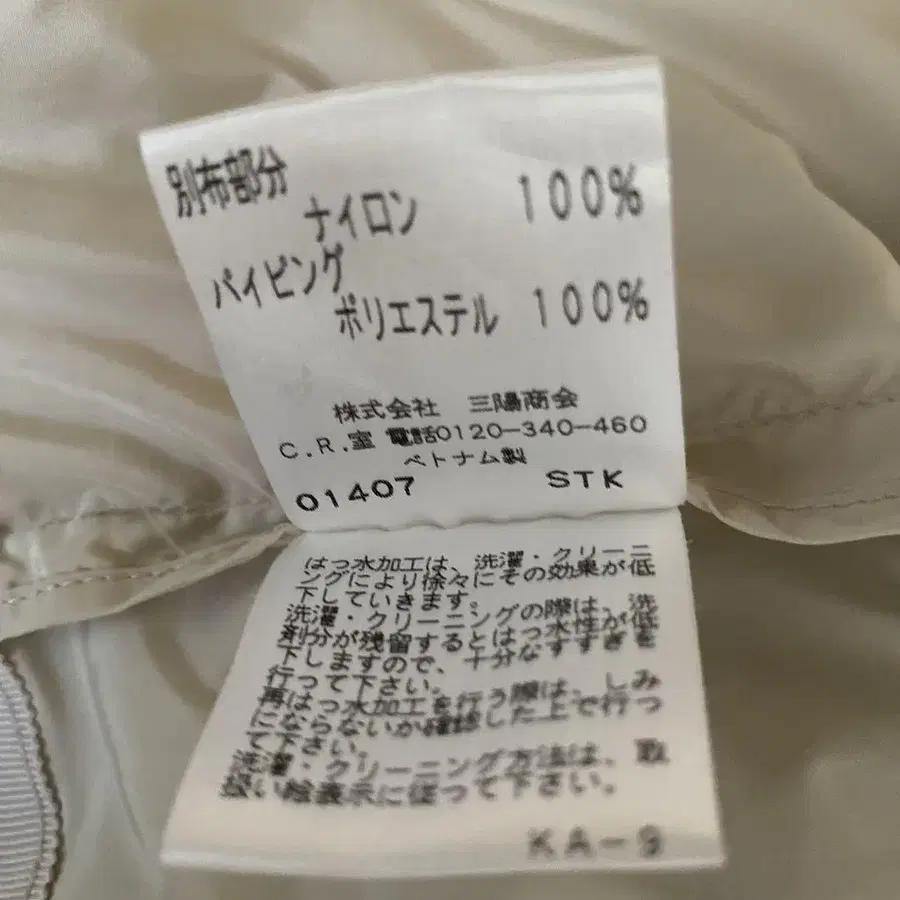 別布部分
ナイロン 100%
パイピング
ポリエステル 100%
株式会社 三陽商会
C.R.室 電話0120-340-460
ベトナム製
01407 STK
はっ水加工は、洗濯・クリーニ
ングにより徐々にその効果が低
下していきます。
洗濯・クリーニングの際は、洗
剤分が残留するとはっ水性が低
下しますので、十分なすすぎを
行って下さい。
再はっ水加工を行う際は、しみ
にならないか確認した上で行っ
て下さい。
洗濯・クリーニング方法は、取
扱い絵表示に従って下さい。
KA-9